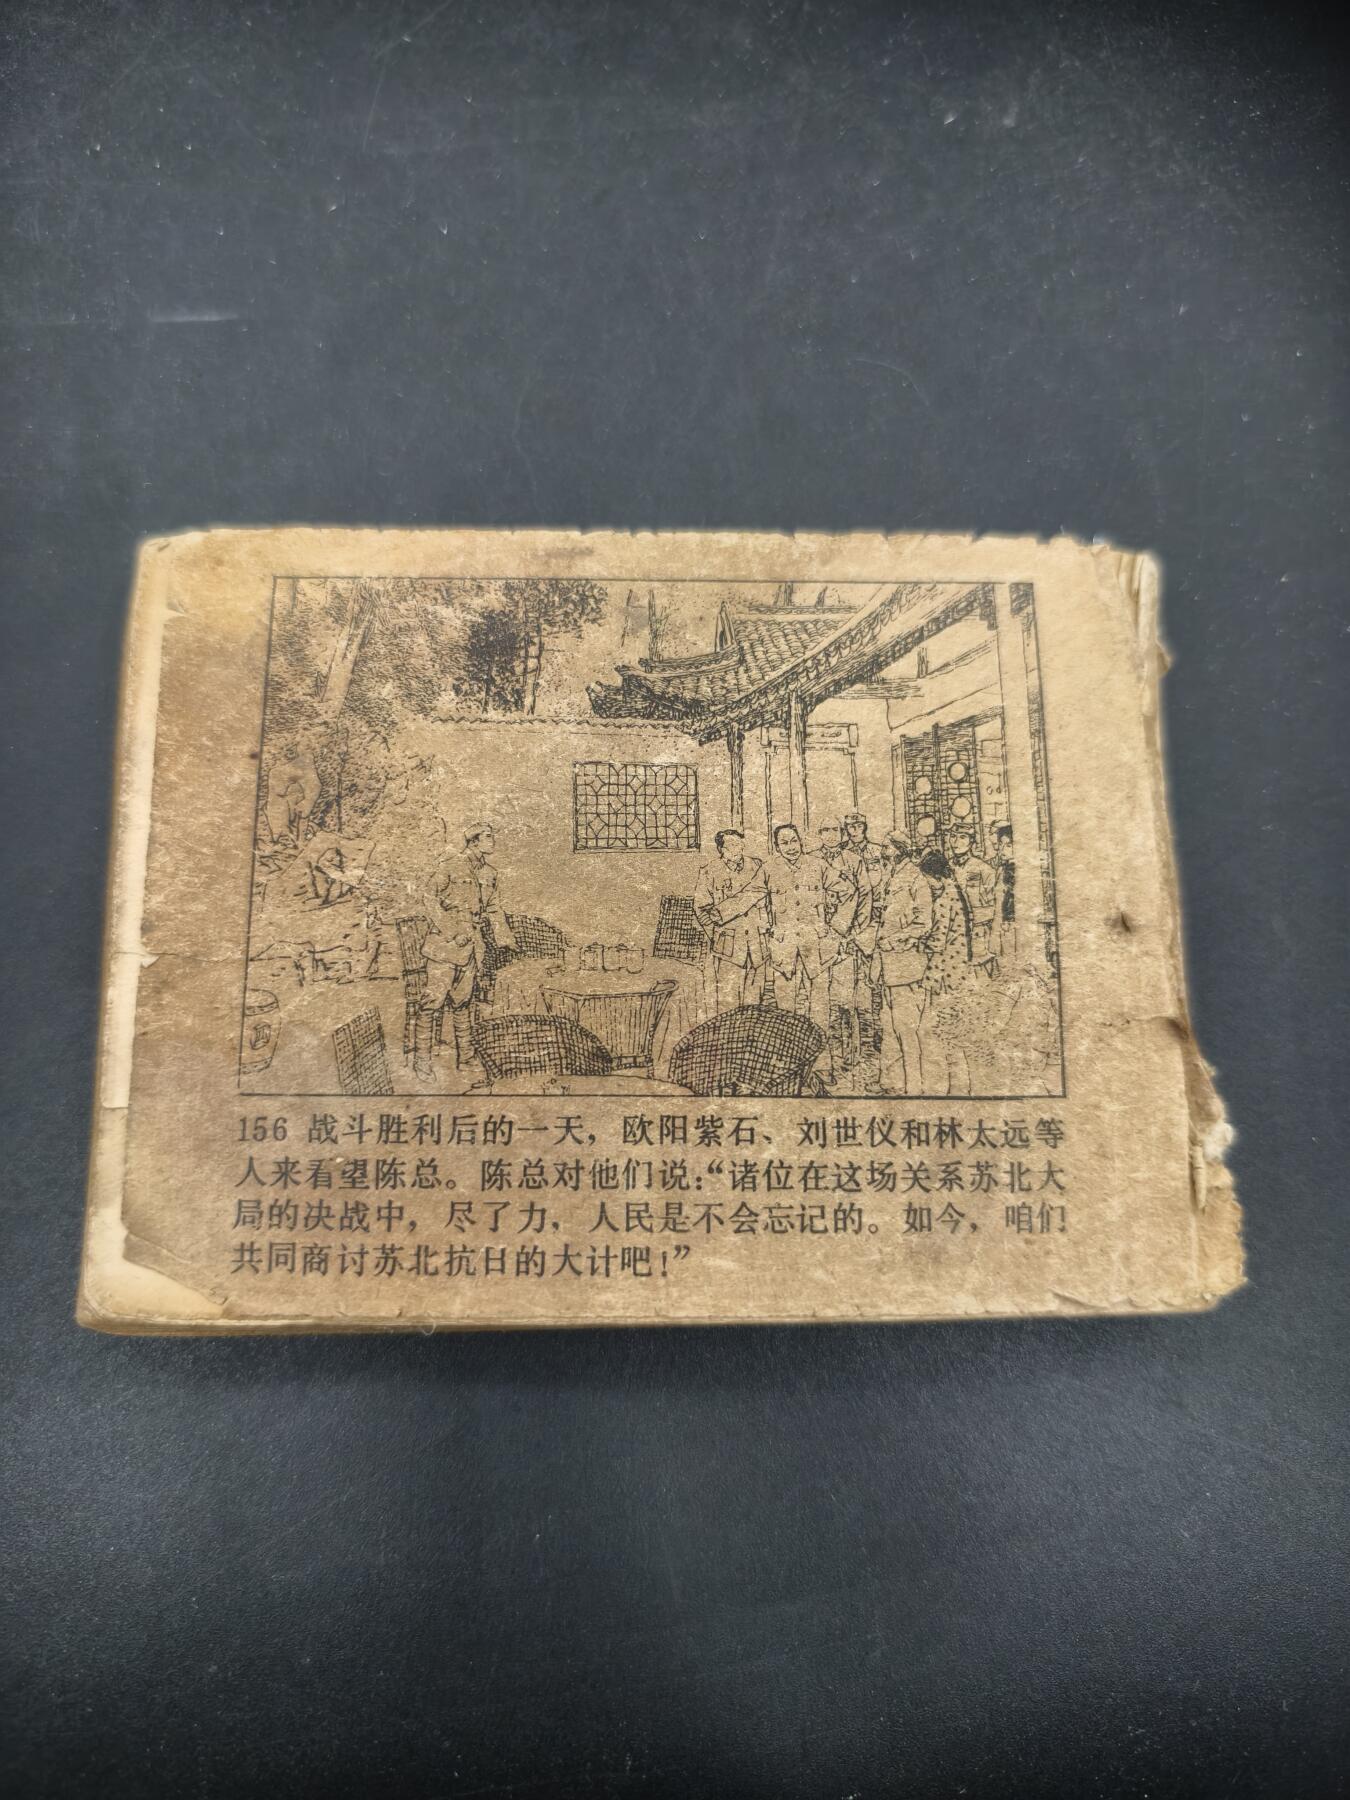 156 战斗胜利后的一天，欧阳紫石、刘世仪和林太远等
人来看望陈总。陈总对他们说：“诸位在这场关系苏北大
局的决战中，尽了力，人民是不会忘记的。如今，咱们
共同商讨苏北抗日的大计吧！”